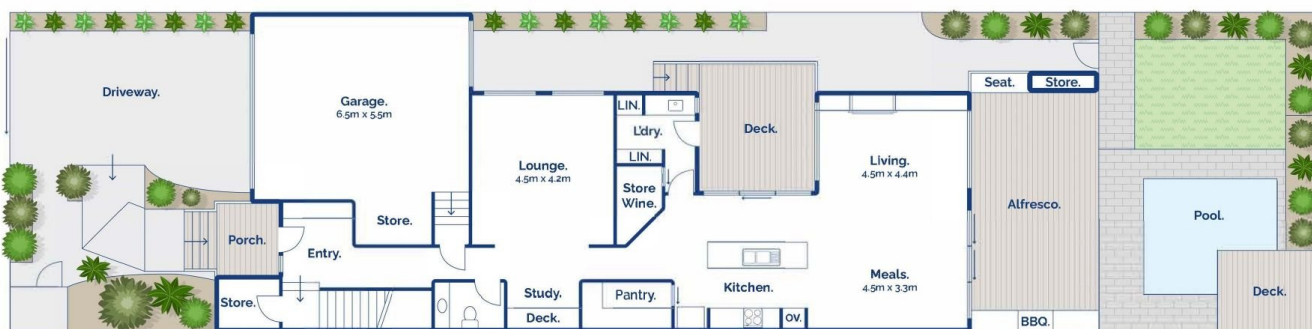 Driveway.
Garage.
6.5m x 5.5m
Store.
Porch.
Entry.
Store.
Lounge.
4.5m x 4.2m
LIN.
L'dry.
LIN.
Store
Wine.
Study.
Deck.
Pantry.
Deck.
Kitchen.
OV.
Living.
4.5m x 4.4m
Meals.
4.5m x 3.3m
Seat.
Store.
Alfresco.
BBQ.
Pool.
Deck.